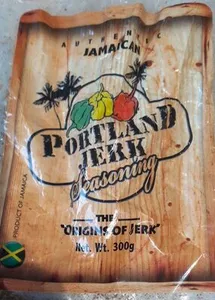 AUTHENTIC
JAMAICAN
PORTLAND
JERK
Seasoning
THE
"ORIGINS OF JERK"
Net. Wt. 300g
PRODUCT OF JAMAICA